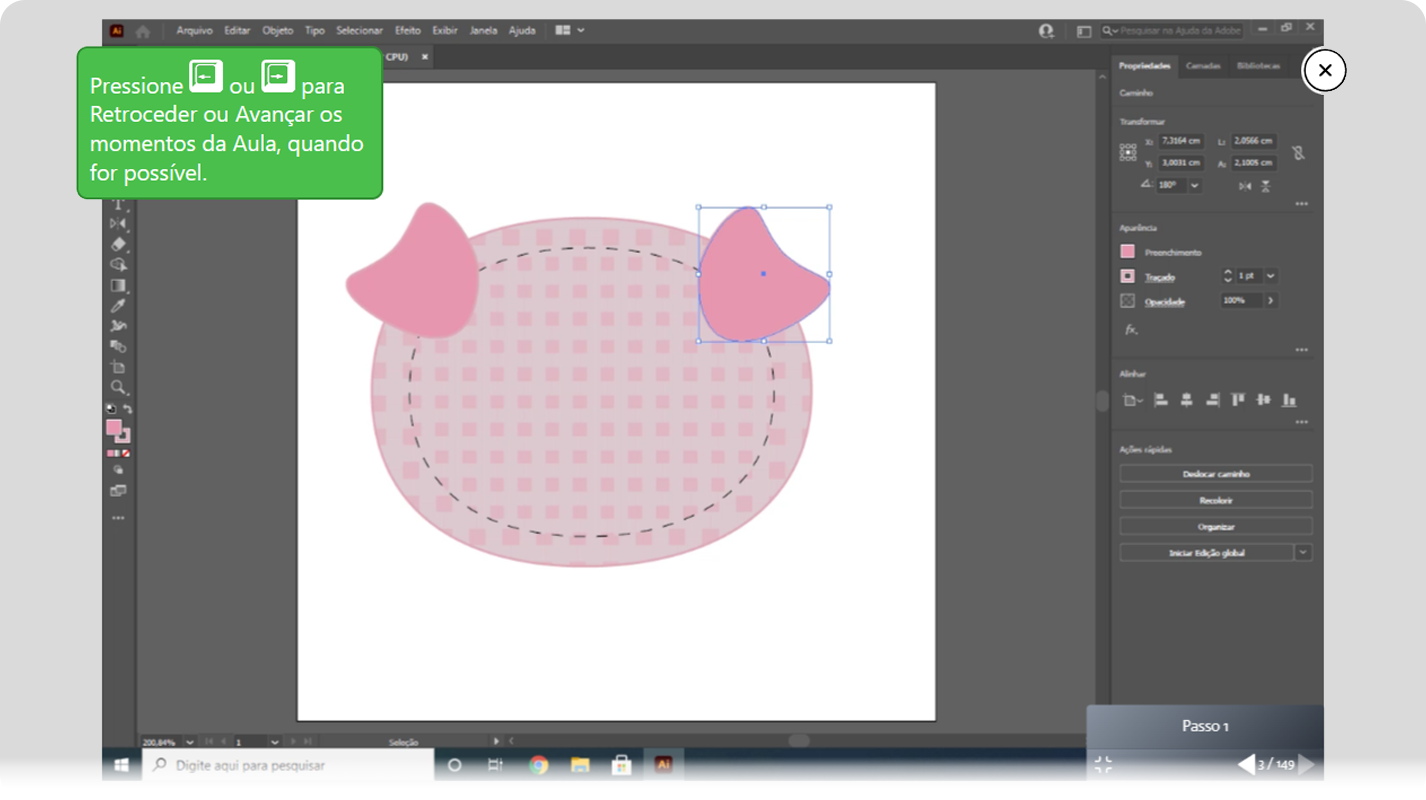 Ai Arquivo Editar Objeto Tipo Selecionar Efeito Exibir Janela Ajuda Pesquisar na Ajuda da Adobe
CPU) ×
Pressione ou para
Retroceder ou Avançar os
momentos da Aula, quando
for possível.
Propriedades Camadas Bibliotecas
Caminho
Transformar
X: 7,3164 cm L: 2,0566 cm
Y: 3,0031 cm A: 2,1005 cm
180°
Aparência
Preenchimento
Traçado 1 pt
Opacidade 100%
fx.
Alinhar
Ações rápidas
Deslocar caminho
Recolorir
Organizar
Iniciar Edição global
Passo 1
200,84% 1 Seleção
Digite aqui para pesquisar Ai
3 / 149